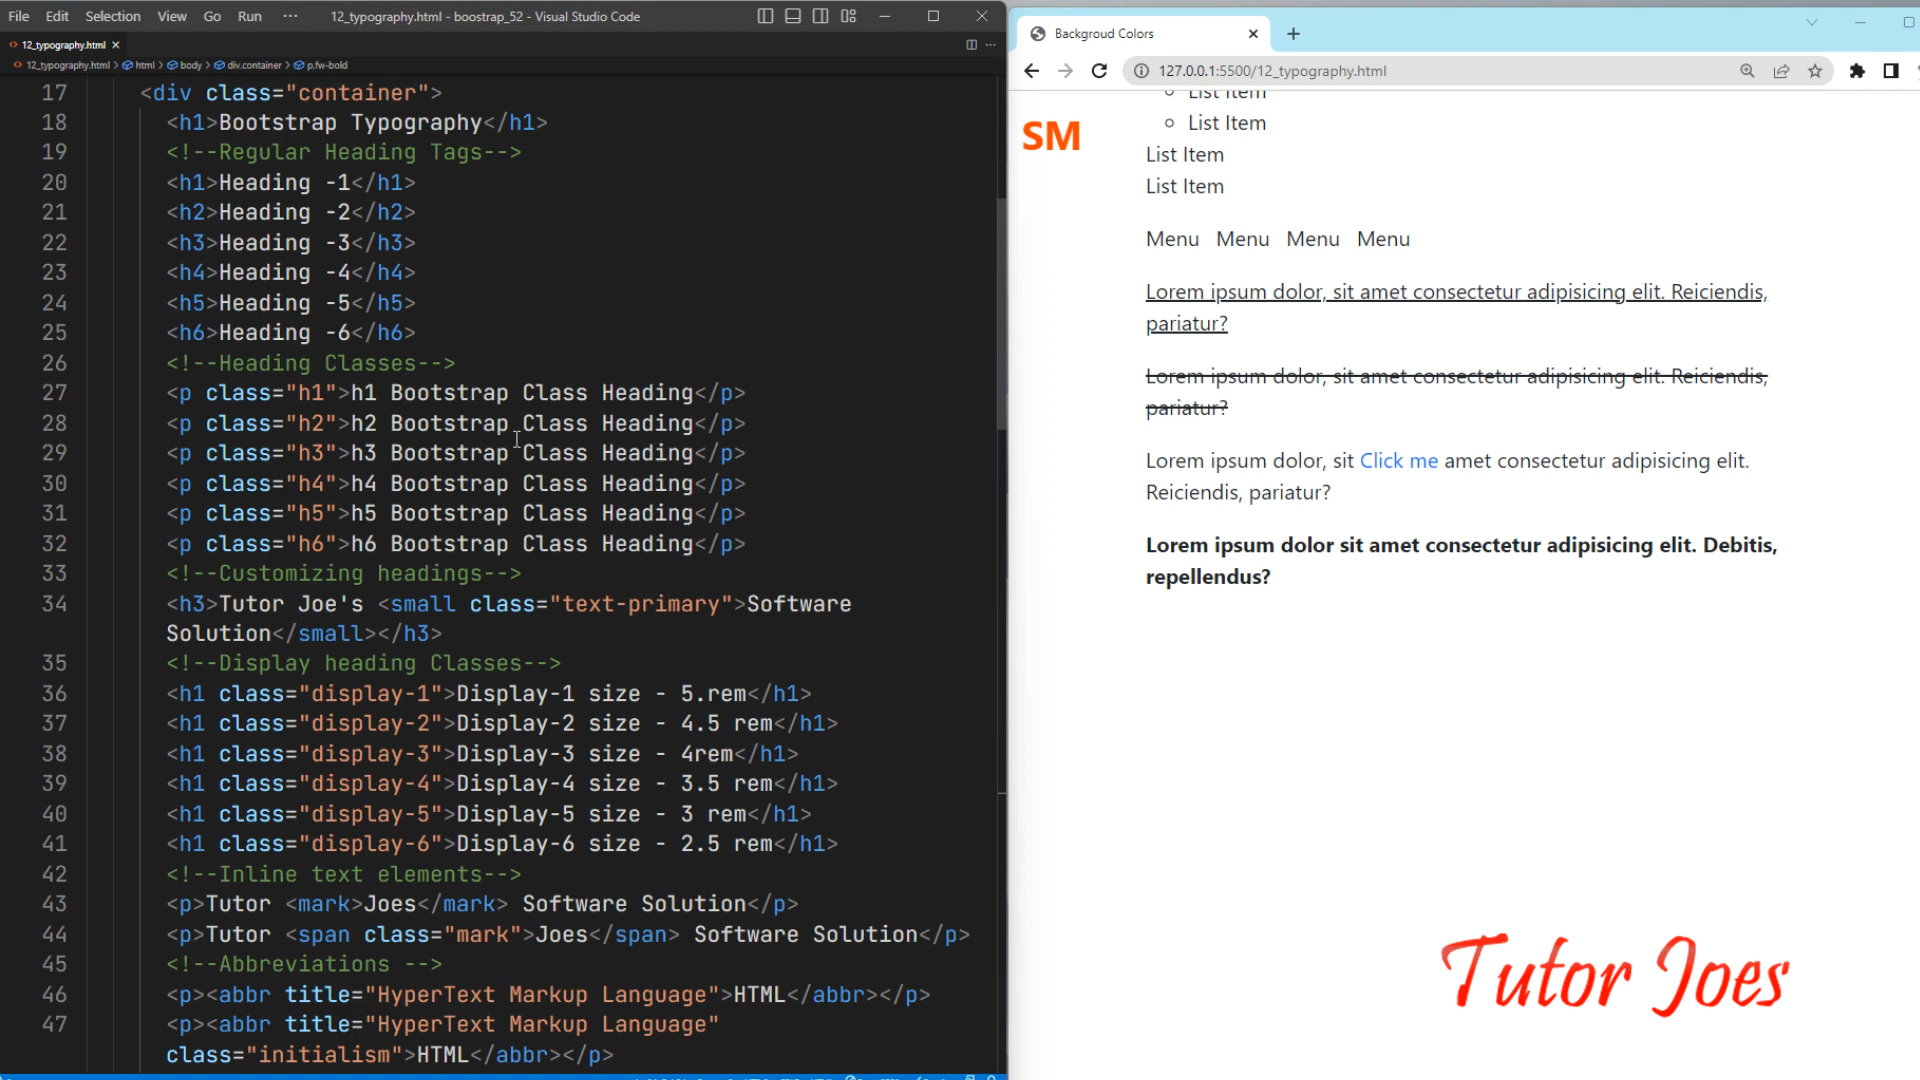 File Edit Selection View Go Run ··· 12_typography.html - boostrap_52 - Visual Studio Code
12_typography.html
12_typography.html > html > body > div.container > p.fw-bold
17 <div class="container">
18 <h1>Bootstrap Typography</h1>
19 <!--Regular Heading Tags-->
20 <h1>Heading -1</h1>
21 <h2>Heading -2</h2>
22 <h3>Heading -3</h3>
23 <h4>Heading -4</h4>
24 <h5>Heading -5</h5>
25 <h6>Heading -6</h6>
26 <!--Heading Classes-->
27 <p class="h1">h1 Bootstrap Class Heading</p>
28 <p class="h2">h2 Bootstrap Class Heading</p>
29 <p class="h3">h3 Bootstrap Class Heading</p>
30 <p class="h4">h4 Bootstrap Class Heading</p>
31 <p class="h5">h5 Bootstrap Class Heading</p>
32 <p class="h6">h6 Bootstrap Class Heading</p>
33 <!--Customizing headings-->
34 <h3>Tutor Joe's <small class="text-primary">Software
Solution</small></h3>
35 <!--Display heading Classes-->
36 <h1 class="display-1">Display-1 size - 5.rem</h1>
37 <h1 class="display-2">Display-2 size - 4.5 rem</h1>
38 <h1 class="display-3">Display-3 size - 4rem</h1>
39 <h1 class="display-4">Display-4 size - 3.5 rem</h1>
40 <h1 class="display-5">Display-5 size - 3 rem</h1>
41 <h1 class="display-6">Display-6 size - 2.5 rem</h1>
42 <!--Inline text elements-->
43 <p>Tutor <mark>Joes</mark> Software Solution</p>
44 <p>Tutor <span class="mark">Joes</span> Software Solution</p>
45 <!--Abbreviations -->
46 <p><abbr title="HyperText Markup Language">HTML</abbr></p>
47 <p><abbr title="HyperText Markup Language"
class="initialism">HTML</abbr></p>
Backgroud Colors
127.0.0.1:5500/12_typography.html
List Item
SM
List Item
List Item
List Item
Menu Menu Menu Menu
Lorem ipsum dolor, sit amet consectetur adipisicing elit. Reiciendis,
pariatur?
Lorem ipsum dolor, sit amet consectetur adipisicing elit. Reiciendis,
pariatur?
Lorem ipsum dolor, sit Click me amet consectetur adipisicing elit.
Reiciendis, pariatur?
Lorem ipsum dolor sit amet consectetur adipisicing elit. Debitis,
repellendus?
Tutor Joes